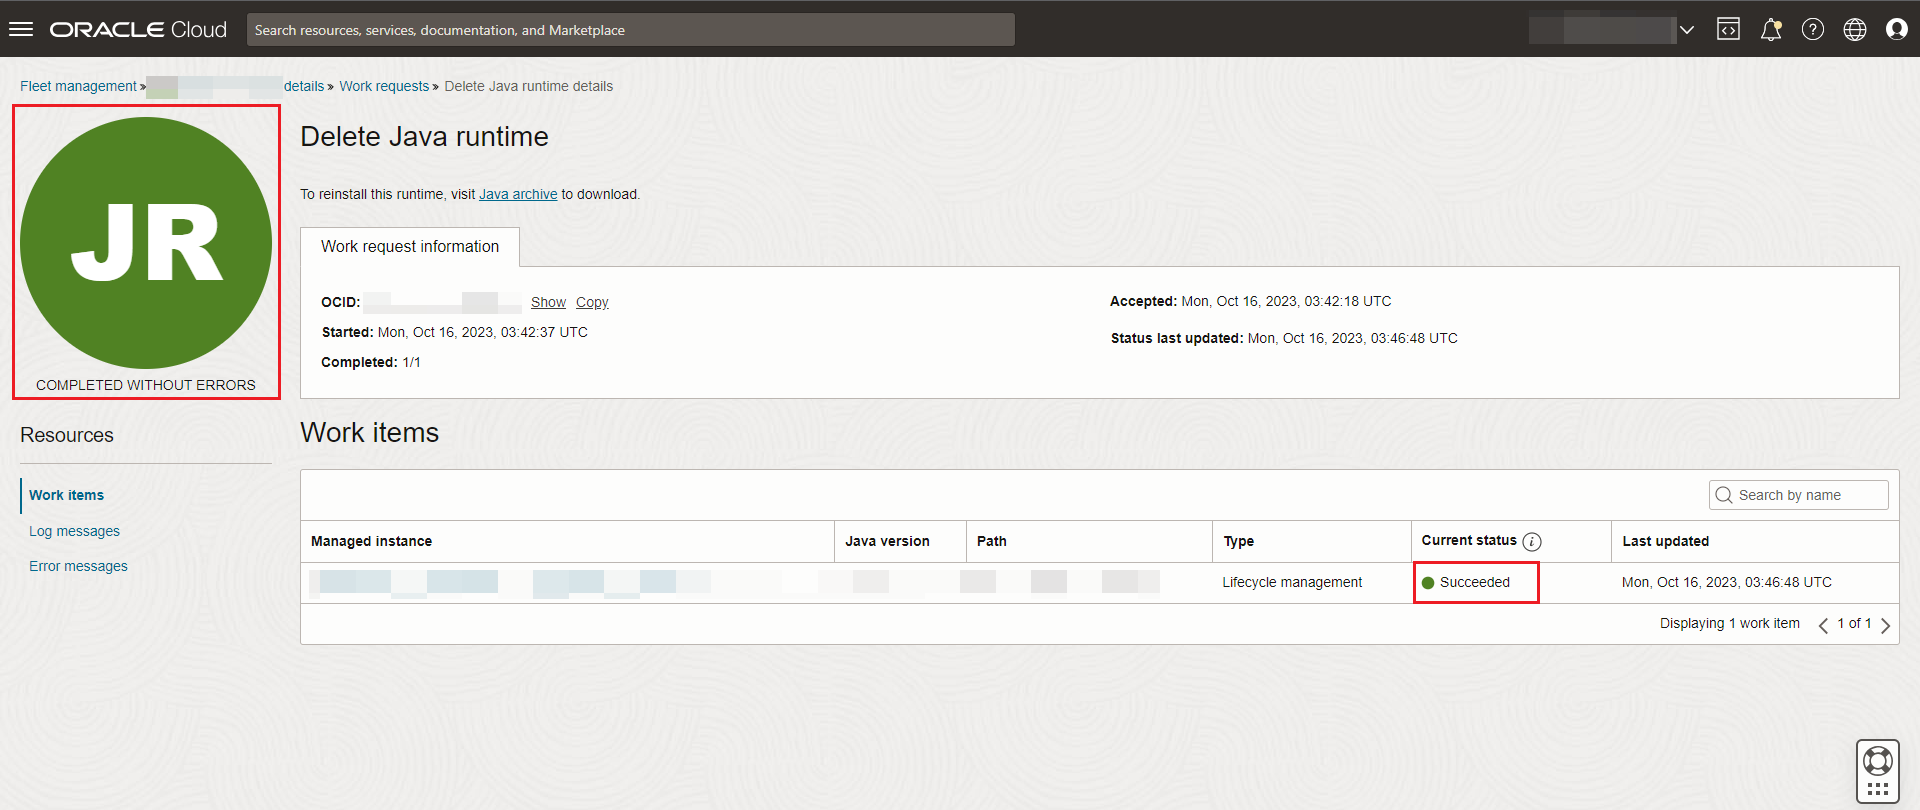 ORACLE Cloud
Search resources, services, documentation, and Marketplace
Fleet management » details » Work requests » Delete Java runtime details
JR
COMPLETED WITHOUT ERRORS
Resources
Work items
Log messages
Error messages
Delete Java runtime
To reinstall this runtime, visit Java archive to download.
Work request information
OCID: Show Copy
Started: Mon, Oct 16, 2023, 03:42:37 UTC
Completed: 1/1
Accepted: Mon, Oct 16, 2023, 03:42:18 UTC
Status last updated: Mon, Oct 16, 2023, 03:46:48 UTC
Work items
Search by name
Managed instance Java version Path Type Current status i Last updated
Lifecycle management Succeeded Mon, Oct 16, 2023, 03:46:48 UTC
Displaying 1 work item 1 of 1